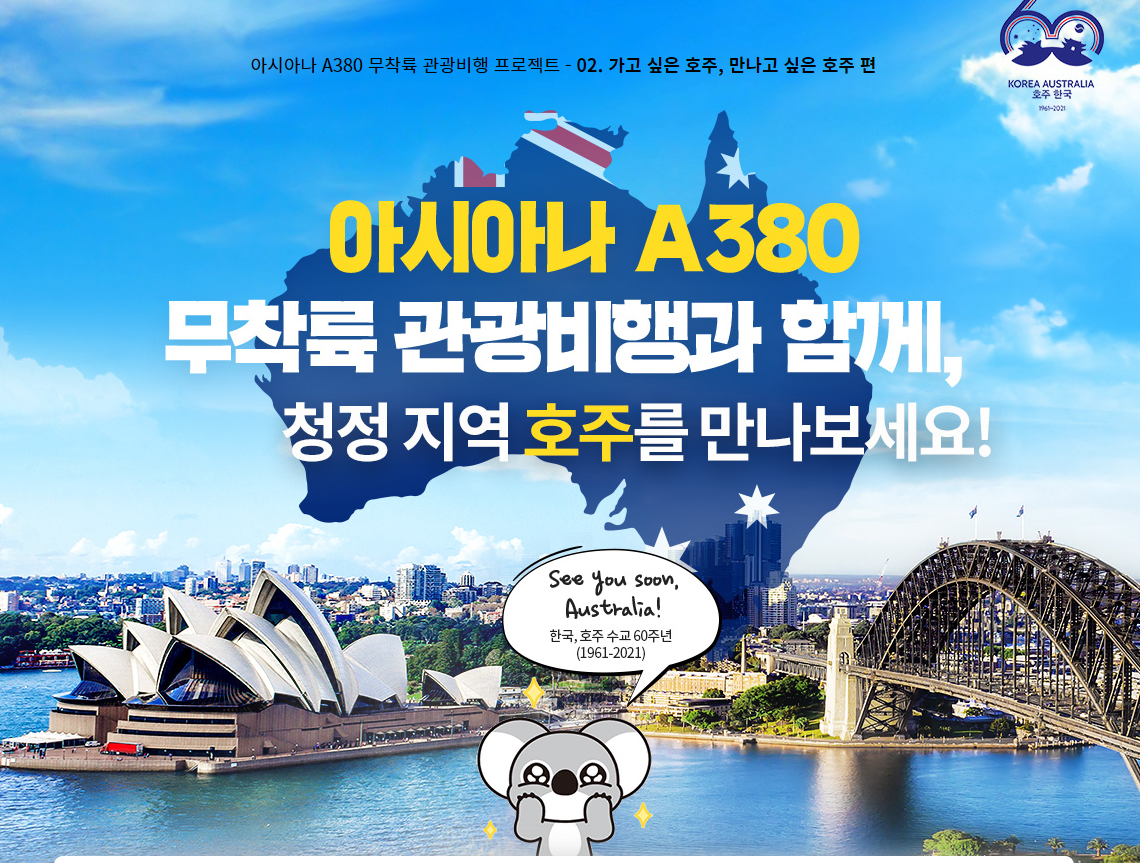 아시아나 A380 무착륙 관광비행 프로젝트 - 02. 가고 싶은 호주, 만나고 싶은 호주 편
60
KOREA AUSTRALIA
호주 한국
1961-2021
아시아나 A380
무착륙 관광비행과 함께,
청정 지역 호주를 만나보세요!
See you soon,
Australia!
한국, 호주 수교 60주년
(1961-2021)